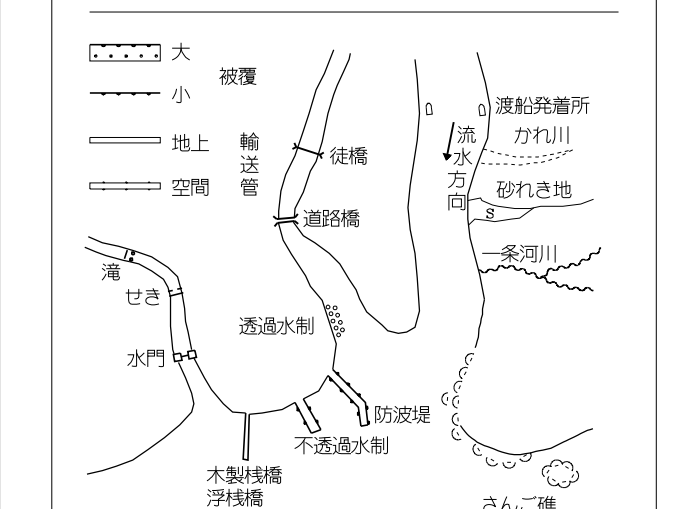 大
被覆
小
地上
輸送管
空間
徒橋
道路橋
渡船発着所
かれ川
流水方向
砂れき地
s
一条河川
滝
せき
透過水制
水門
防波堤
不透過水制
木製桟橋
浮桟橋
さんご礁